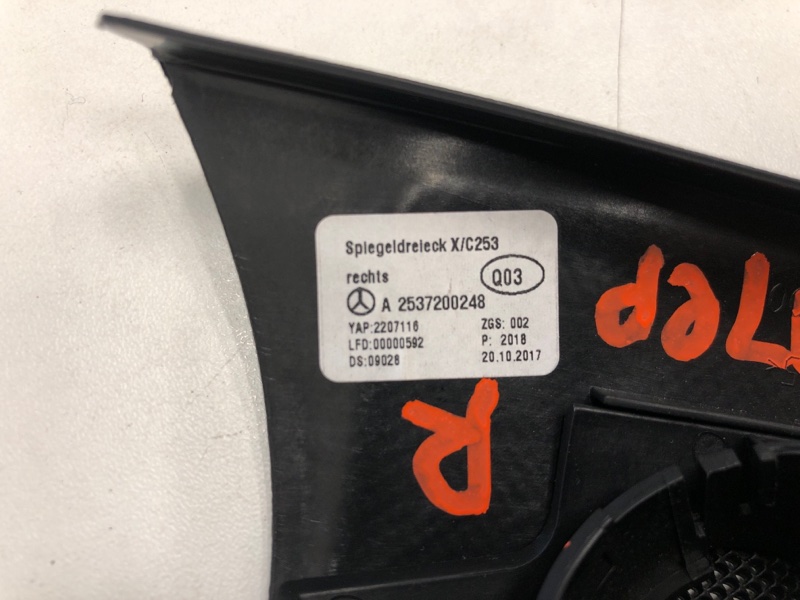 Spiegeldreieck X/C253
rechts
Q03
A 2537200248
YAP:2207116
ZGS: 002
LFD:00000592
P: 2018
DS:09028
20.10.2017
R